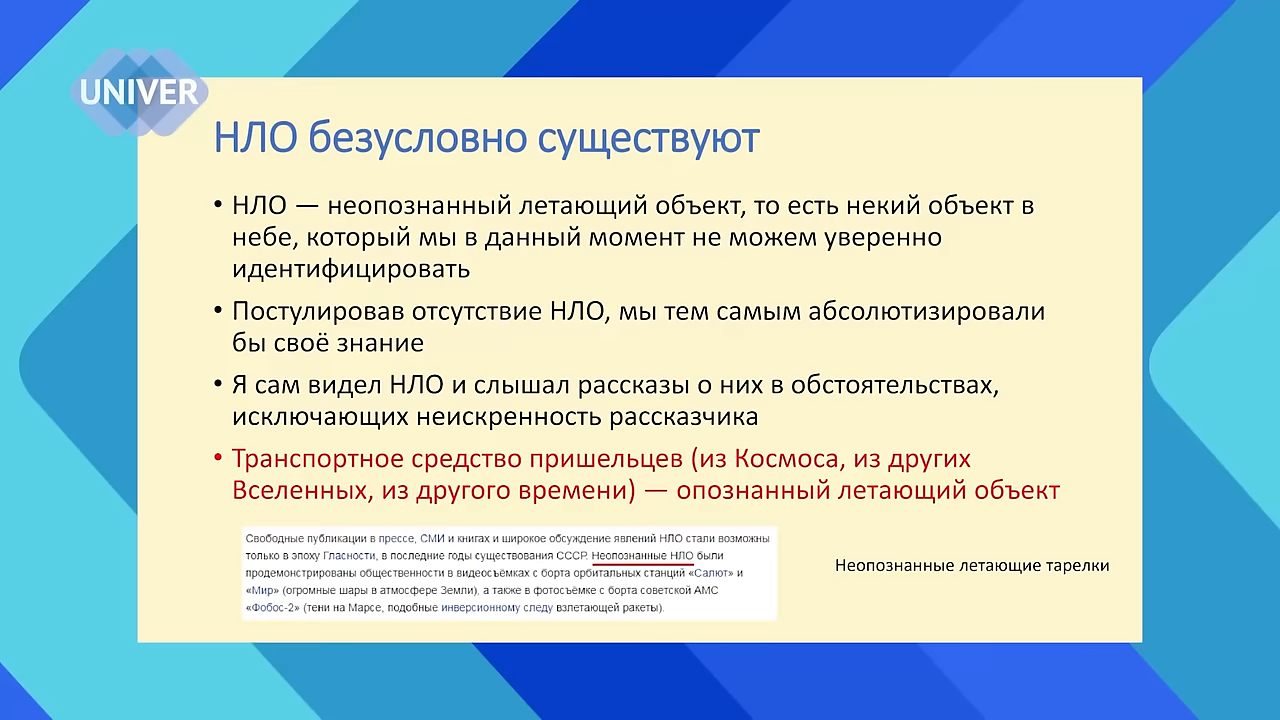 UNIVER
НЛО безусловно существуют
• НЛО — неопознанный летающий объект, то есть некий объект в
небе, который мы в данный момент не можем уверенно
идентифицировать
• Постулировав отсутствие НЛО, мы тем самым абсолютизировали
бы своё знание
• Я сам видел НЛО и слышал рассказы о них в обстоятельствах,
исключающих неискренность рассказчика
• Транспортное средство пришельцев (из Космоса, из других
Вселенных, из другого времени) — опознанный летающий объект
Свободные публикации в прессе, СМИ и книгах и широкое обсуждение явлений НЛО стали возможны
только в эпоху Гласности, в последние годы существования СССР. Неопознанные НЛО были
продемонстрированы общественности в видеосъёмках с борта орбитальных станций «Салют» и
«Мир» (огромные шары в атмосфере Земли), а также в фотосъёмке с борта советской АМС
«Фобос-2» (тени на Марсе, подобные инверсионному следу взлетающей ракеты).
Неопознанные летающие тарелки